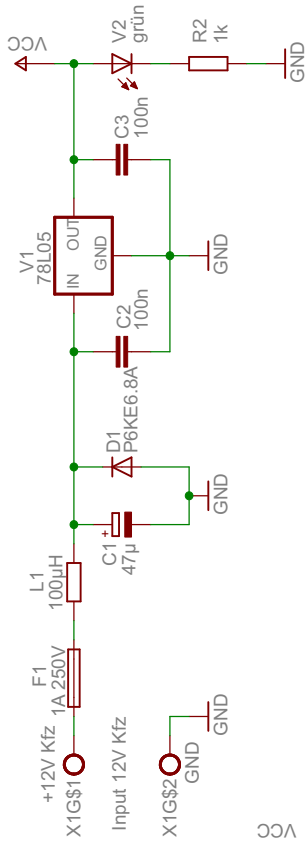 +12V Kfz
X1G$1
Input 12V Kfz
X1G$2
GND
GND
F1
1A 250V
L1
100µH
+
C1
47µ
D1
P6KE6.8A
GND
C2
100n
V1
78L05
IN
OUT
GND
GND
C3
100n
VCC
V2
grün
R2
1k
GND
VCC